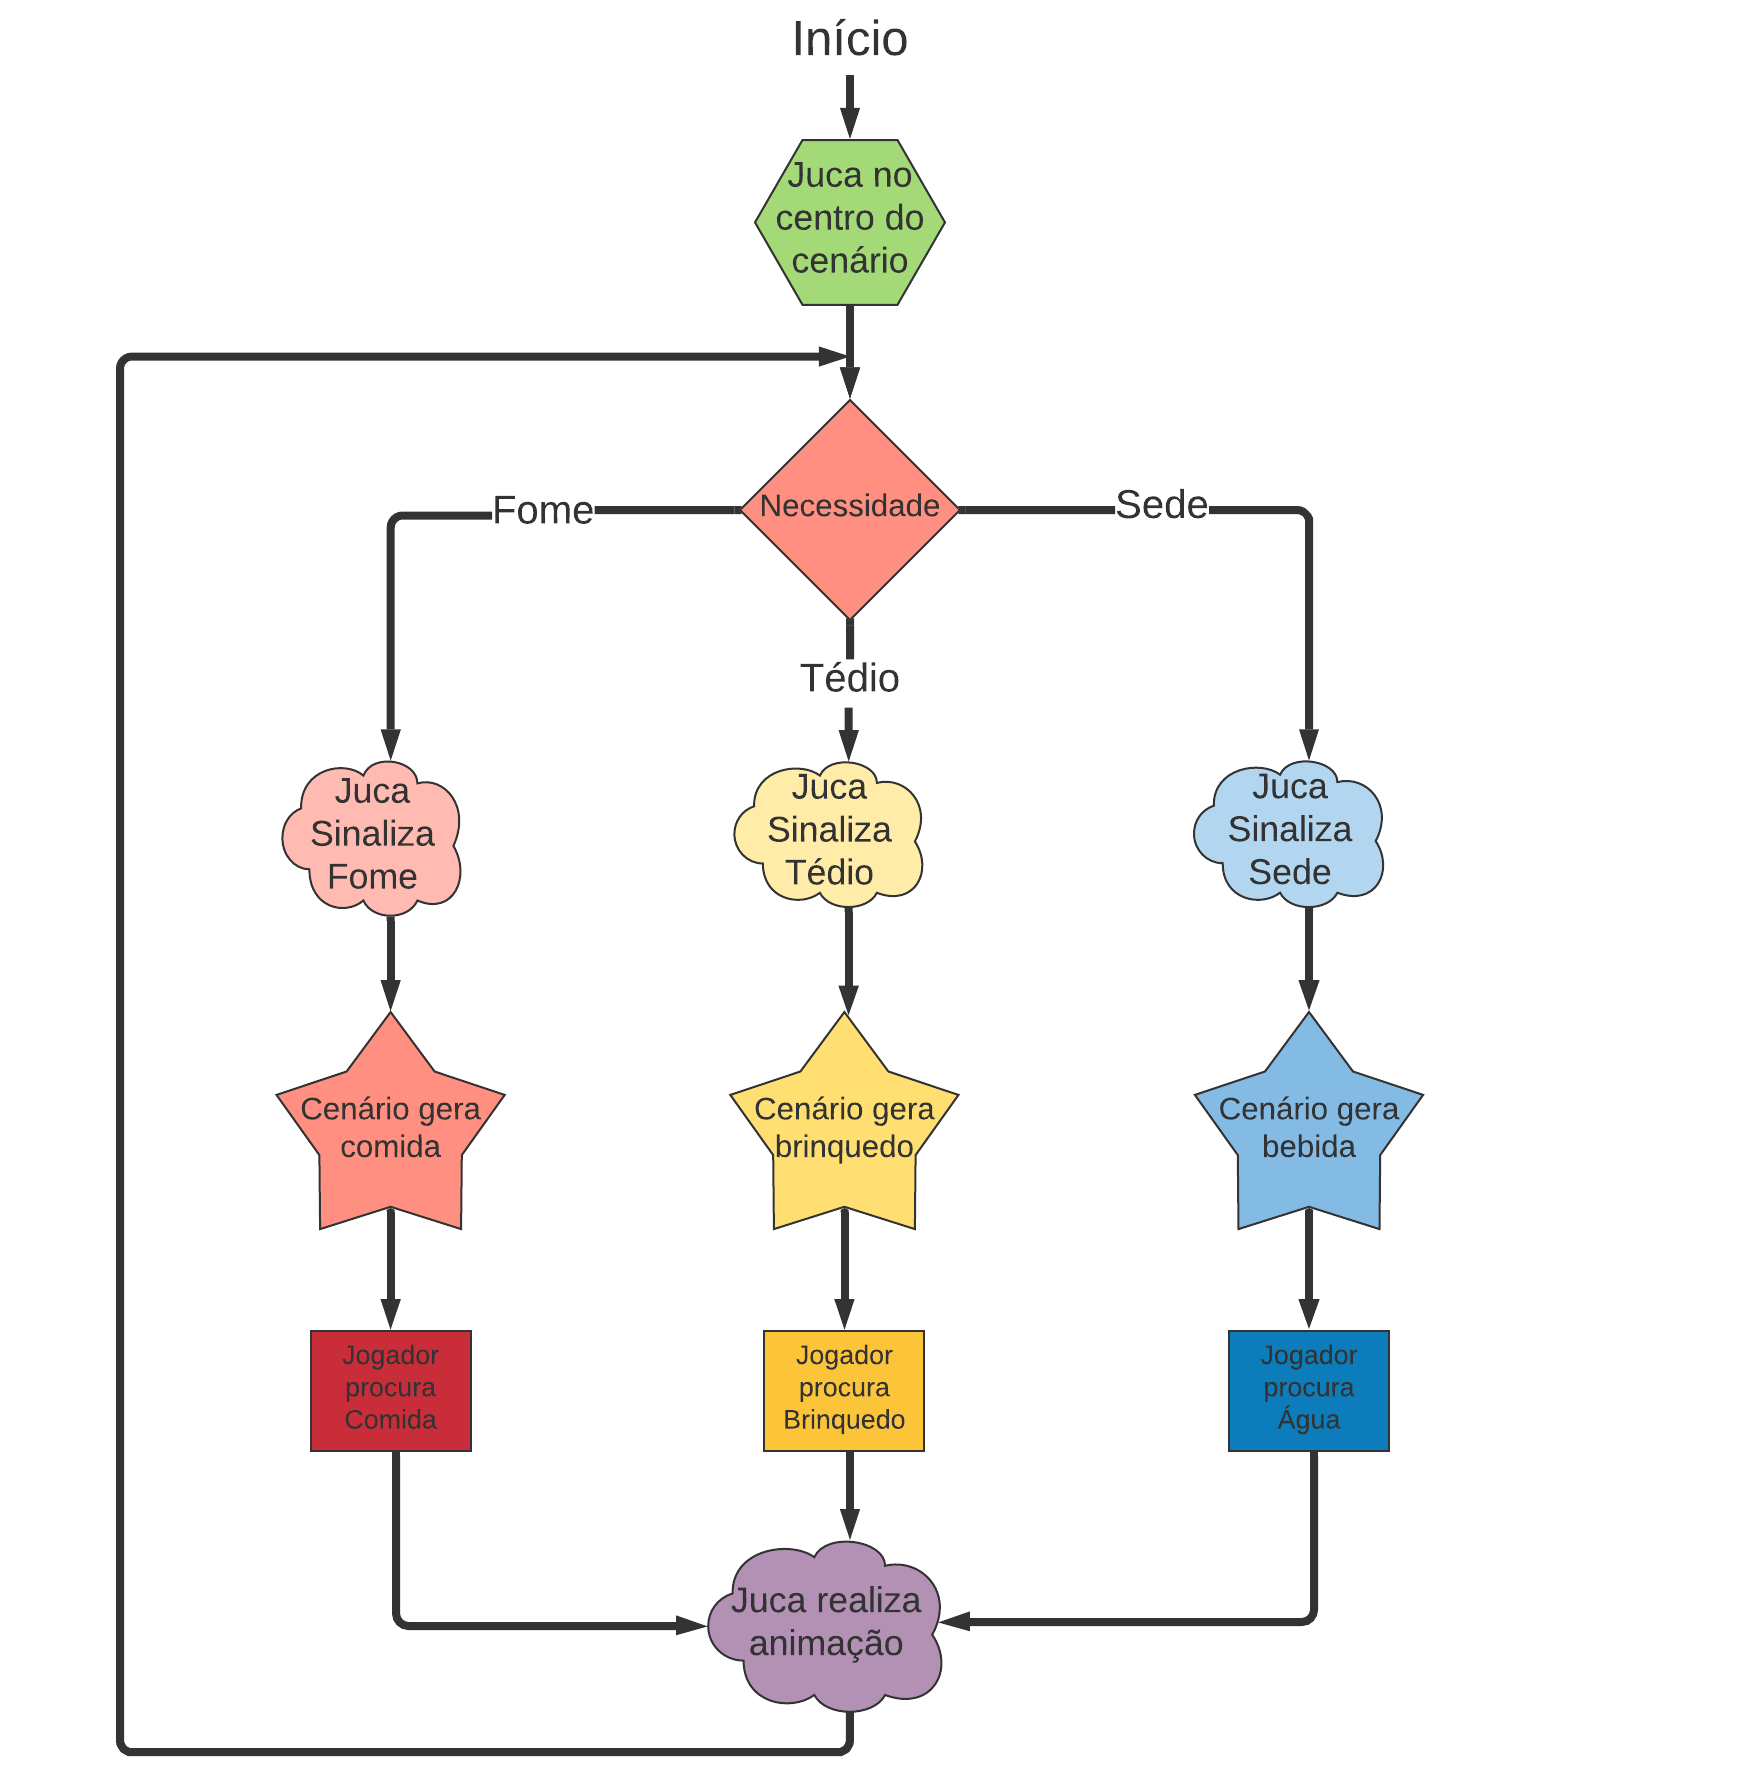 Início
Juca no
centro do
cenário
Necessidade
Fome
Sede
Tédio
Juca
Sinaliza
Fome
Juca
Sinaliza
Tédio
Juca
Sinaliza
Sede
Cenário gera
comida
Cenário gera
brinquedo
Cenário gera
bebida
Jogador
procura
Comida
Jogador
procura
Brinquedo
Jogador
procura
Água
Juca realiza
animação